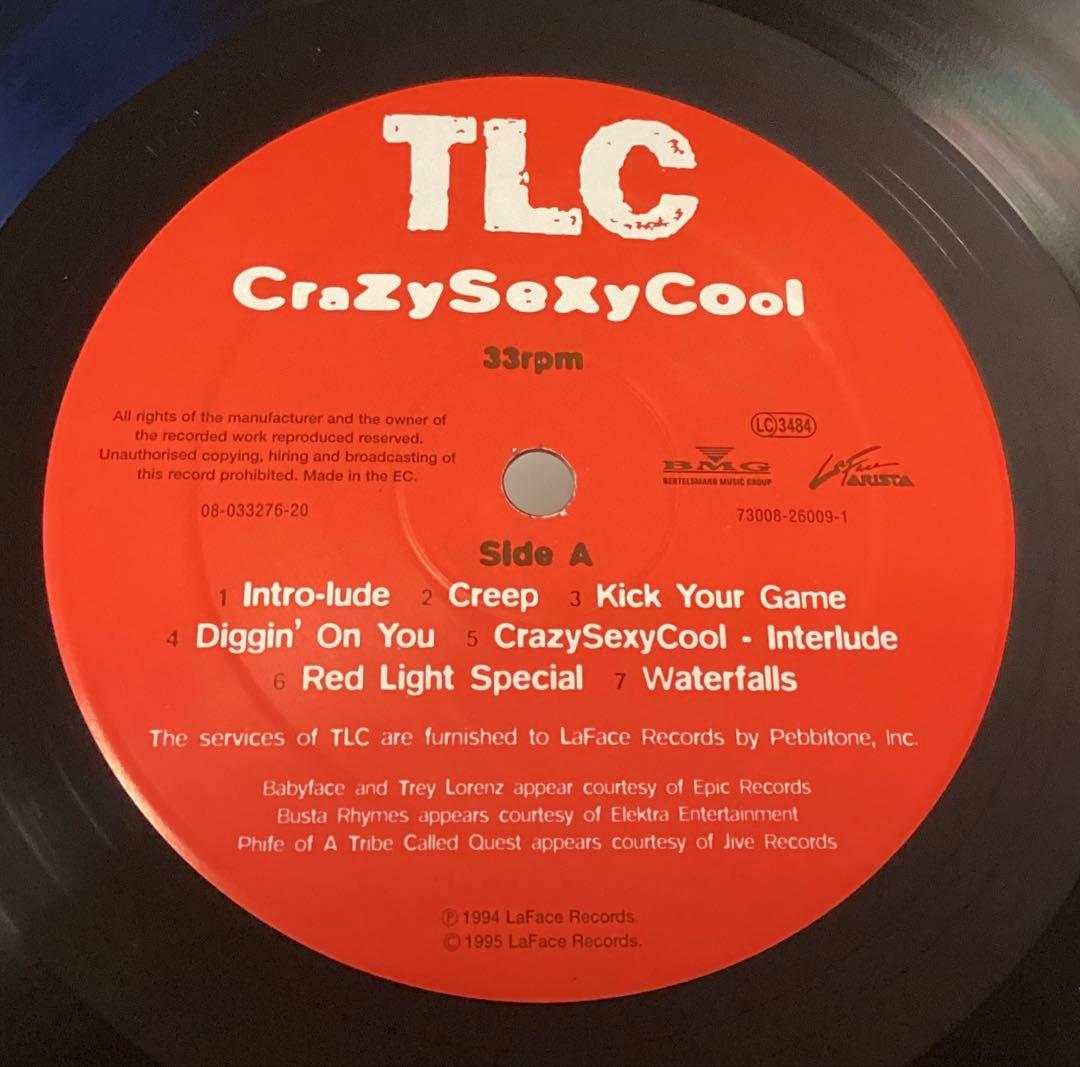 TLC
CraZySeXyCool
33rpm
All rights of the manufacturer and the owner of
the recorded work reproduced reserved.
Unauthorised copying, hiring and broadcasting of
this record prohibited. Made in the EC.
08-033276-20
LC 3484
BMG
BERTELSMANN MUSIC GROUP
LaFace
ARISTA
73008-26009-1
Side A
1 Intro-lude 2 Creep 3 Kick Your Game
4 Diggin' On You 5 CrazySexyCool - Interlude
6 Red Light Special 7 Waterfalls
The services of TLC are furnished to LaFace Records by Pebbitone, Inc.
Babyface and Trey Lorenz appear courtesy of Epic Records
Busta Rhymes appears courtesy of Elektra Entertainment
Phife of A Tribe Called Quest appears courtesy of Jive Records
℗ 1994 LaFace Records.
© 1995 LaFace Records.